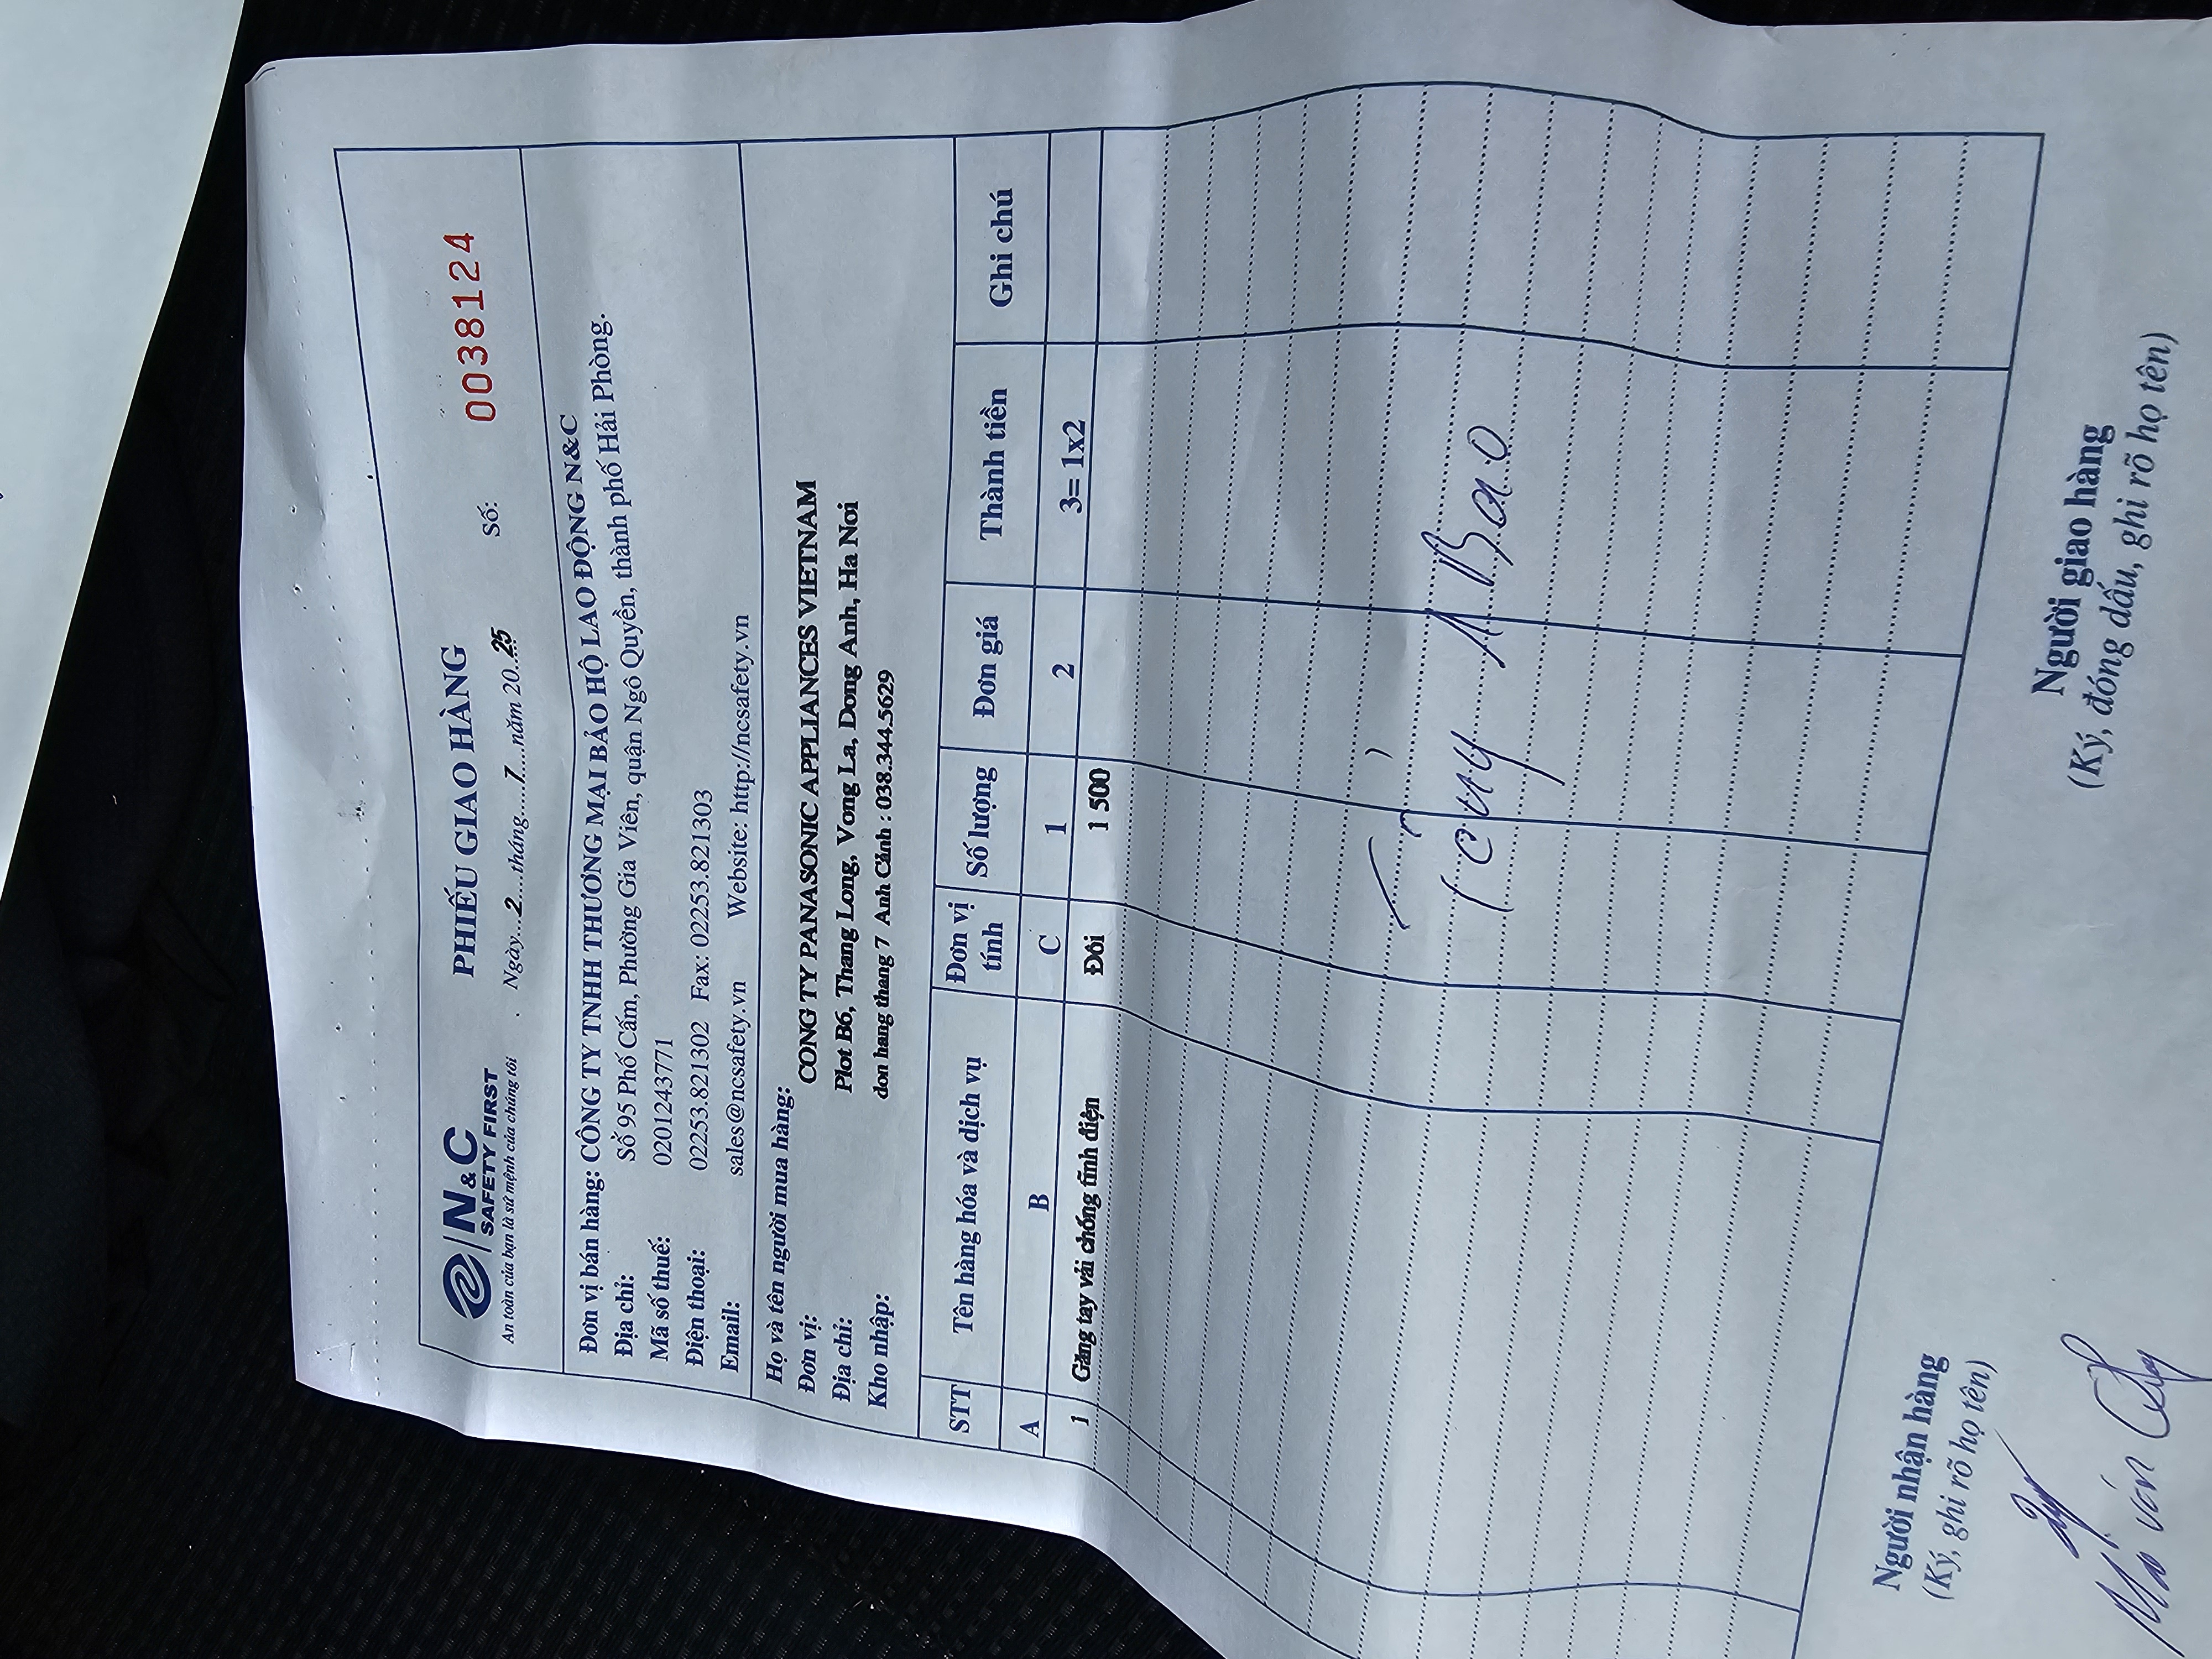 N&C
SAFETY FIRST
An toàn của bạn là sứ mệnh của chúng tôi
PHIẾU GIAO HÀNG
Ngày...2...tháng....7....năm 20...25
Số: 0038124
Đơn vị bán hàng: CÔNG TY TNHH THƯƠNG MẠI BẢO HỘ LAO ĐỘNG N&C
Địa chỉ: Số 95 Phố Cấm, Phường Gia Viên, quận Ngô Quyền, thành phố Hải Phòng.
Mã số thuế: 0201243771
Điện thoại: 02253.821302 Fax: 02253.821303
Email: sales@ncsafety.vn Website: http://ncsafety.vn
Họ và tên người mua hàng:
Đơn vị: CONG TY PANASONIC APPLIANCES VIETNAM
Địa chỉ: Plot B6, Thang Long, Vong La, Dong Anh, Ha Noi
Kho nhập: don hang thang 7 Anh Cảnh : 038.344.5629
STT Tên hàng hóa và dịch vụ Đơn vị tính Số lượng Đơn giá Thành tiền Ghi chú
A B C 1 2 3= 1x2
1 Găng tay vải chống tĩnh điện Đôi 1 500
A Bao
Người nhận hàng
(Ký, ghi rõ họ tên)
Người giao hàng
(Ký, đóng dấu, ghi rõ họ tên)
văn